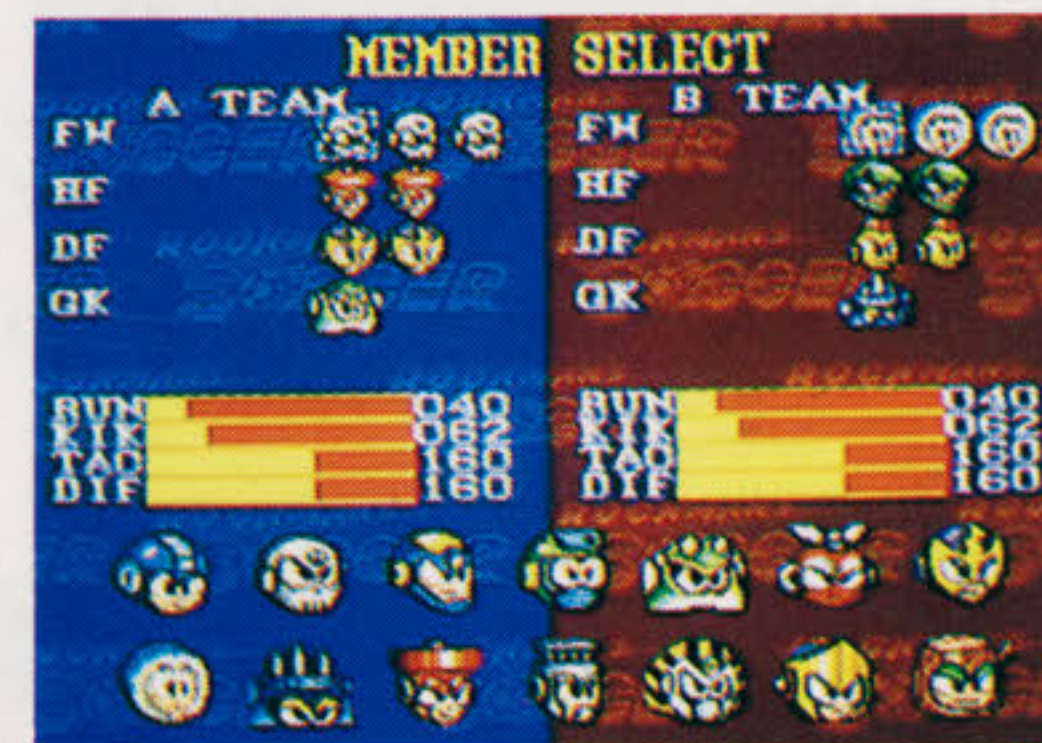 MEMBER SELECT
A TEAM
FW
HF
DF
GK
RUN 040
KIK 062
TAC 160
DIF 160
B TEAM
FW
HF
DF
GK
RUN 040
KIK 062
TAC 160
DIF 160